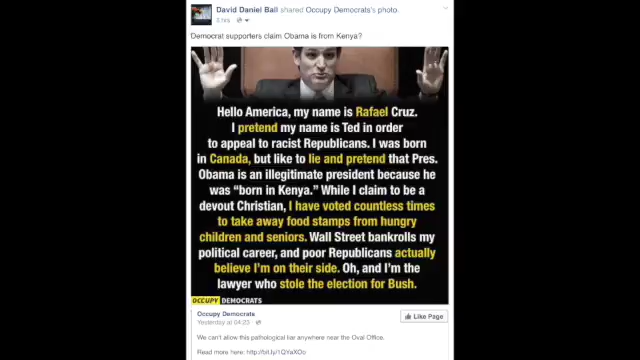 David Daniel Ball shared Occupy Democrats's photo.
2 hrs
Democrat supporters claim Obama is from Kenya?
Hello America, my name is Rafael Cruz.
I pretend my name is Ted in order
to appeal to racist Republicans. I was born
in Canada, but like to lie and pretend that Pres.
Obama is an illegitimate president because he
was “born in Kenya.” While I claim to be a
devout Christian, I have voted countless times
to take away food stamps from hungry
children and seniors. Wall Street bankrolls my
political career, and poor Republicans actually
believe I’m on their side. Oh, and I’m the
lawyer who stole the election for Bush.
OCCUPY DEMOCRATS
Occupy Democrats
Yesterday at 04:23
Like Page
We can't allow this pathological liar anywhere near the Oval Office.
Read more here: